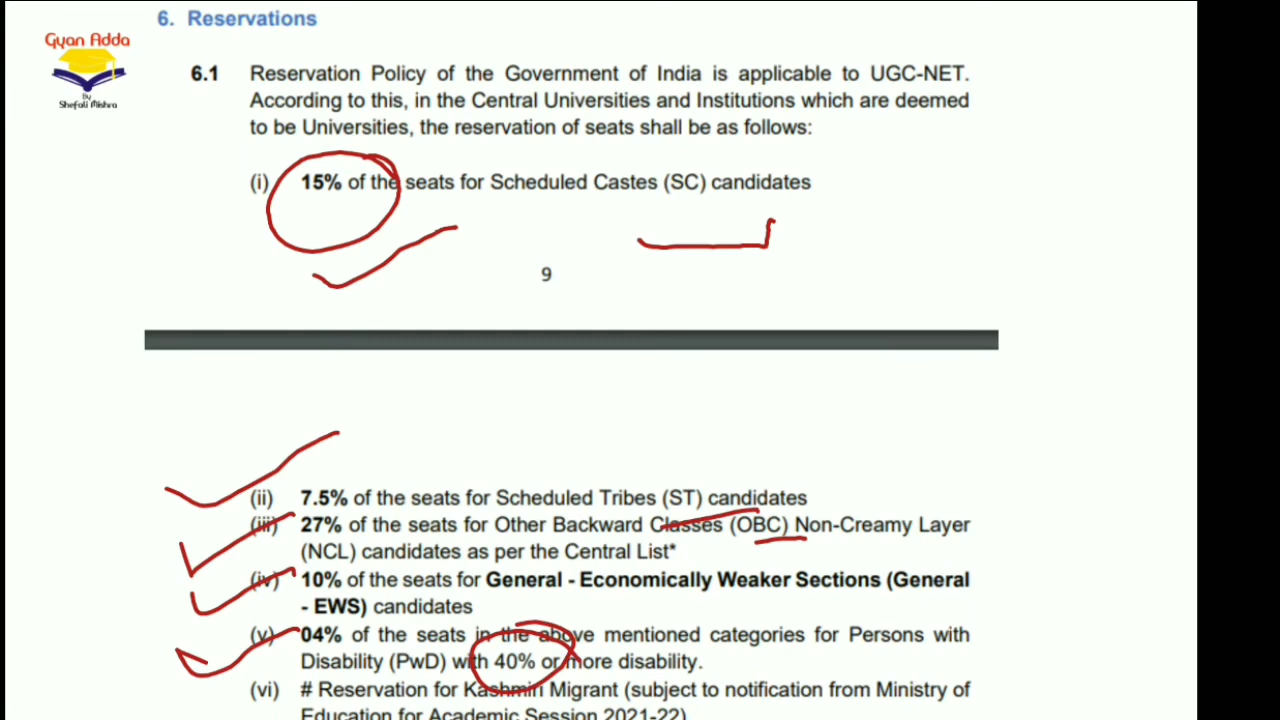 6. Reservations
Gyan Adda
By
Shefali Mishra
6.1 Reservation Policy of the Government of India is applicable to UGC-NET.
According to this, in the Central Universities and Institutions which are deemed
to be Universities, the reservation of seats shall be as follows:
(i) 15% of the seats for Scheduled Castes (SC) candidates
9
(ii) 7.5% of the seats for Scheduled Tribes (ST) candidates
(iii) 27% of the seats for Other Backward Classes (OBC) Non-Creamy Layer
(NCL) candidates as per the Central List*
(iv) 10% of the seats for General - Economically Weaker Sections (General
- EWS) candidates
(v) 04% of the seats in the above mentioned categories for Persons with
Disability (PwD) with 40% or more disability.
(vi) # Reservation for Kashmiri Migrant (subject to notification from Ministry of
Education for Academic Session 2021-22)